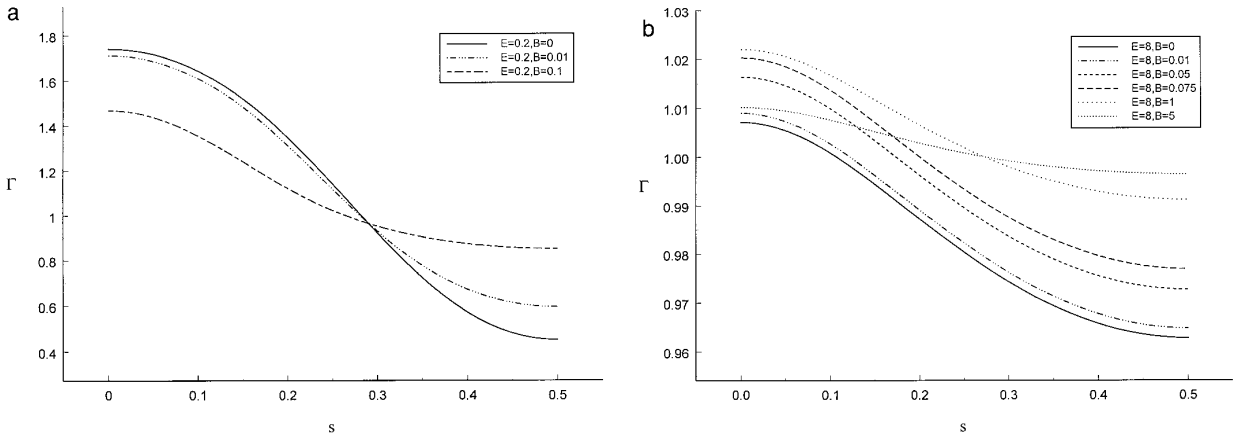 a
1.8
1.6
1.4
1.2
1
0.8
0.6
0.4
Γ
0
0.1
0.2
0.3
0.4
0.5
s
E=0.2,B=0
E=0.2,B=0.01
E=0.2,B=0.1
b
1.03
1.02
1.01
1.00
0.99
0.98
0.97
0.96
Γ
0.0
0.1
0.2
0.3
0.4
0.5
s
E=8,B=0
E=8,B=0.01
E=8,B=0.05
E=8,B=0.075
E=8,B=1
E=8,B=5